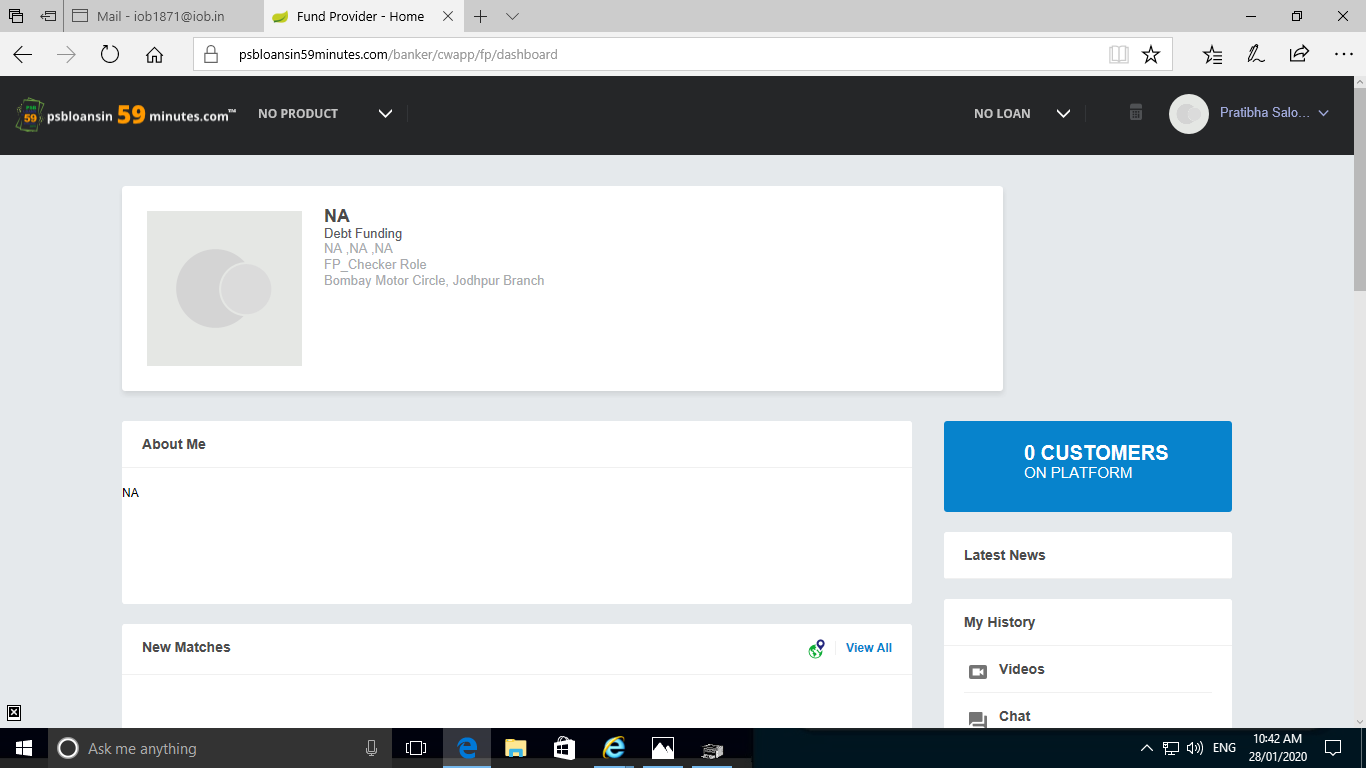 Mail - iob1871@iob.in
Fund Provider - Home
psbloansin59minutes.com/banker/cwapp/fp/dashboard
PSB
59
psbloansin 59 minutes.com™
NO PRODUCT
NO LOAN
Pratibha Salo...
NA
Debt Funding
NA ,NA ,NA
FP_Checker Role
Bombay Motor Circle, Jodhpur Branch
About Me
NA
0 CUSTOMERS
ON PLATFORM
Latest News
New Matches
View All
My History
Videos
Chat
Ask me anything
ENG
10:42 AM
28/01/2020